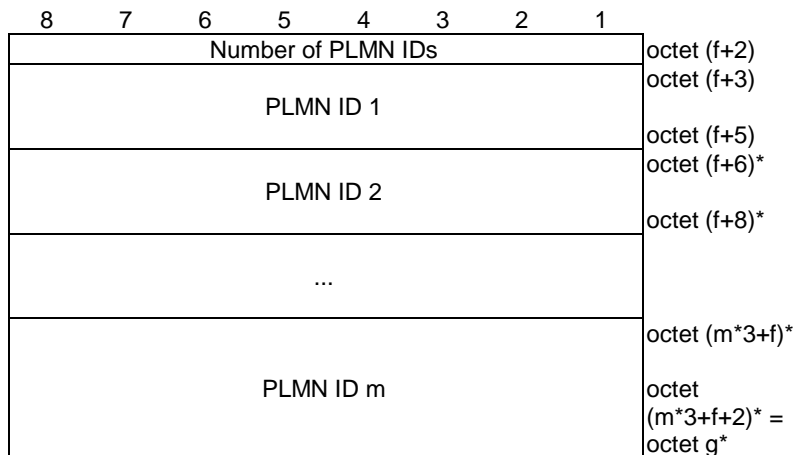 8 7 6 5 4 3 2 1
Number of PLMN IDs octet (f+2)
octet (f+3)
PLMN ID 1
octet (f+5)
octet (f+6)*
PLMN ID 2
octet (f+8)*
...
octet (m*3+f)*
PLMN ID m octet
(m*3+f+2)* =
octet g*